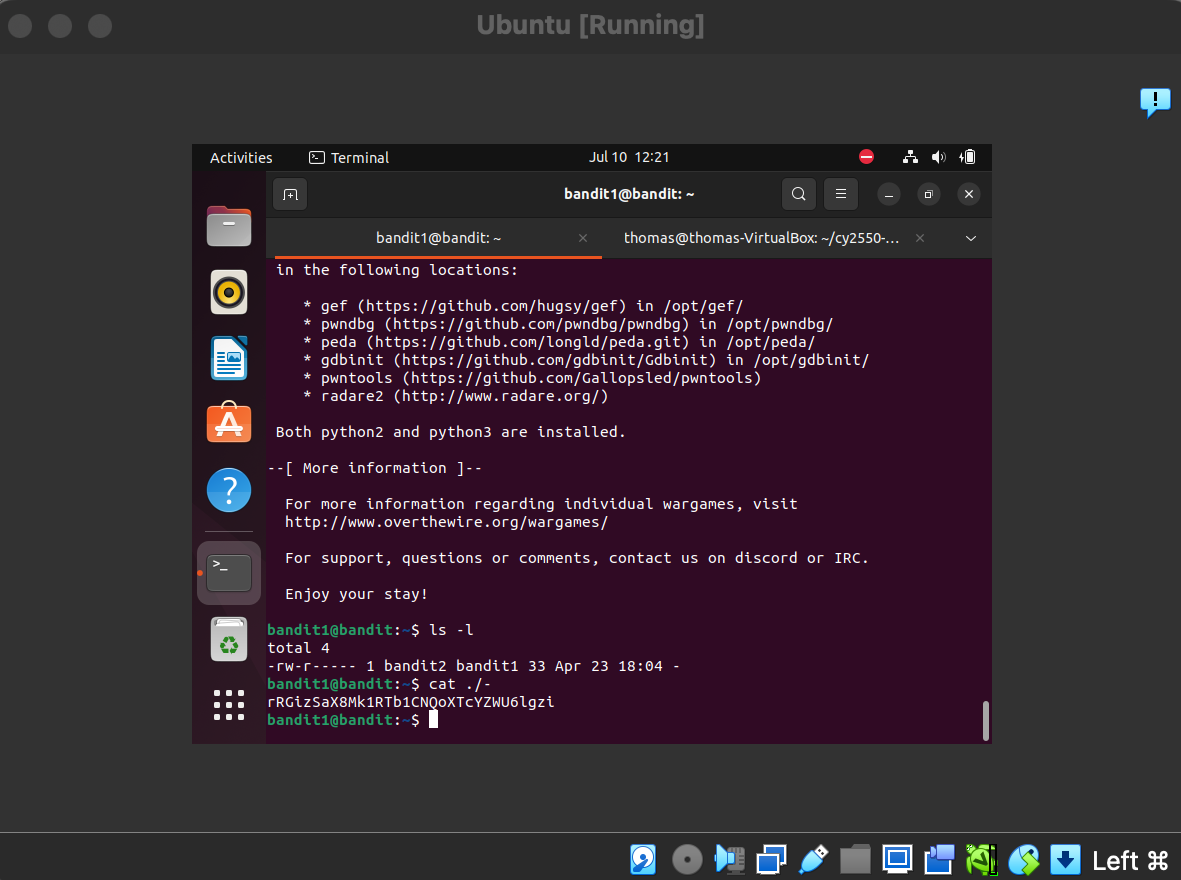 Ubuntu [Running]
Activities
Terminal
Jul 10 12:21
bandit1@bandit: ~
bandit1@bandit: ~
thomas@thomas-VirtualBox: ~/cy2550-...
in the following locations:
* gef (https://github.com/hugsy/gef) in /opt/gef/
* pwndbg (https://github.com/pwndbg/pwndbg) in /opt/pwndbg/
* peda (https://github.com/longld/peda.git) in /opt/peda/
* gdbinit (https://github.com/gdbinit/Gdbinit) in /opt/gdbinit/
* pwntools (https://github.com/Gallopsled/pwntools)
* radare2 (http://www.radare.org/)
Both python2 and python3 are installed.
--[ More information ]--
For more information regarding individual wargames, visit
http://www.overthewire.org/wargames/
For support, questions or comments, contact us on discord or IRC.
Enjoy your stay!
bandit1@bandit:~$ ls -l
total 4
-rw-r----- 1 bandit2 bandit1 33 Apr 23 18:04 -
bandit1@bandit:~$ cat ./-
rRGizSaX8Mk1RTb1CNQoXTcYZWU6lgzi
bandit1@bandit:~$
Left ⌘